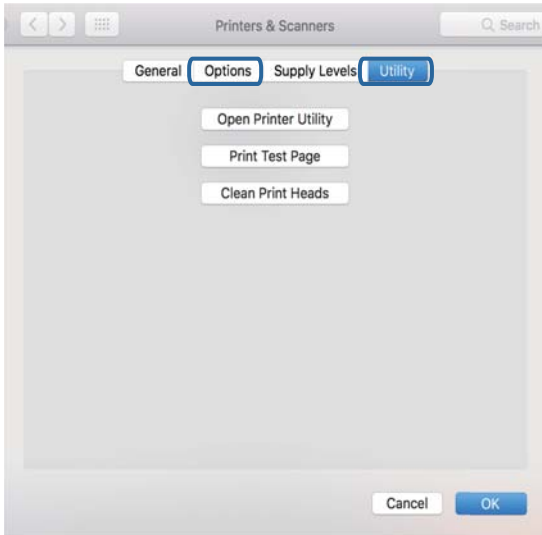 Printers & Scanners Search
General Options Supply Levels Utility
Open Printer Utility
Print Test Page
Clean Print Heads
Cancel OK